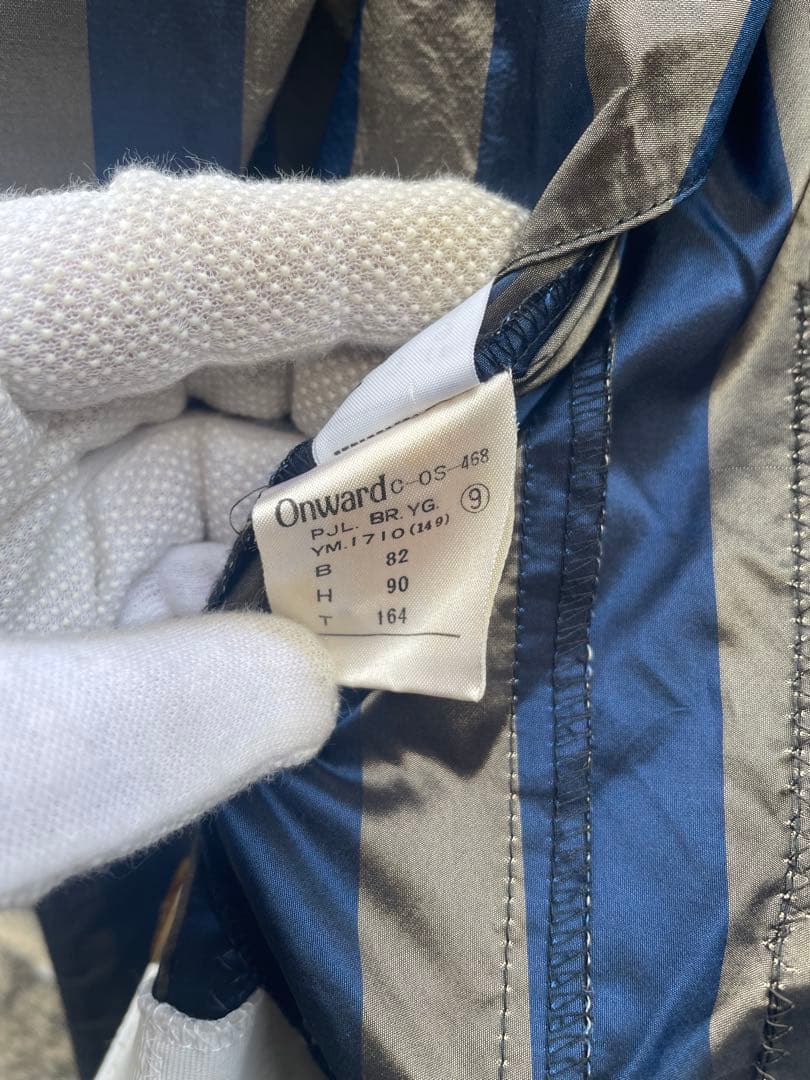 Onward C-OS-468
PJL. BR.YG. ⑨
YM.1710(149)
B 82
H 90
T 164